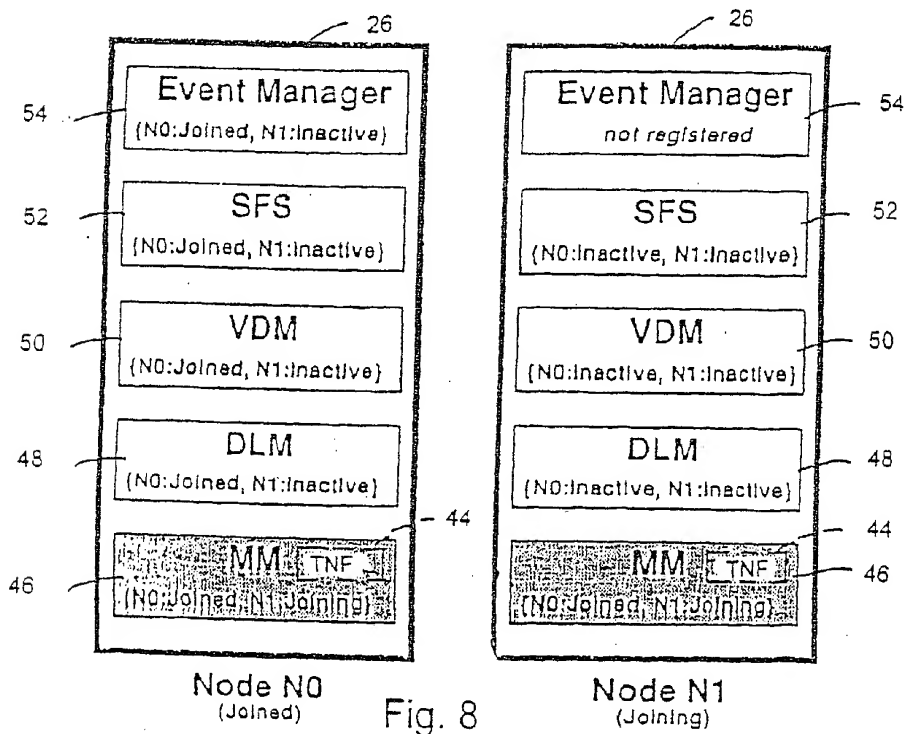 26
Event Manager
{N0:Joined, N1:Inactive}
54
SFS
{N0:Joined, N1:Inactive}
52
VDM
{N0:Joined, N1:Inactive}
50
DLM
{N0:Joined, N1:Inactive}
48
44
MM TNF
{N0:Joined, N1:Joining}
46
Node N0
(Joined)
26
Event Manager
not registered
54
SFS
{N0:Inactive, N1:Inactive}
52
VDM
{N0:Inactive, N1:Inactive}
50
DLM
{N0:Inactive, N1:Inactive}
48
44
MM TNF
{N0:Joined, N1:Joining}
46
Node N1
(Joining)
Fig. 8